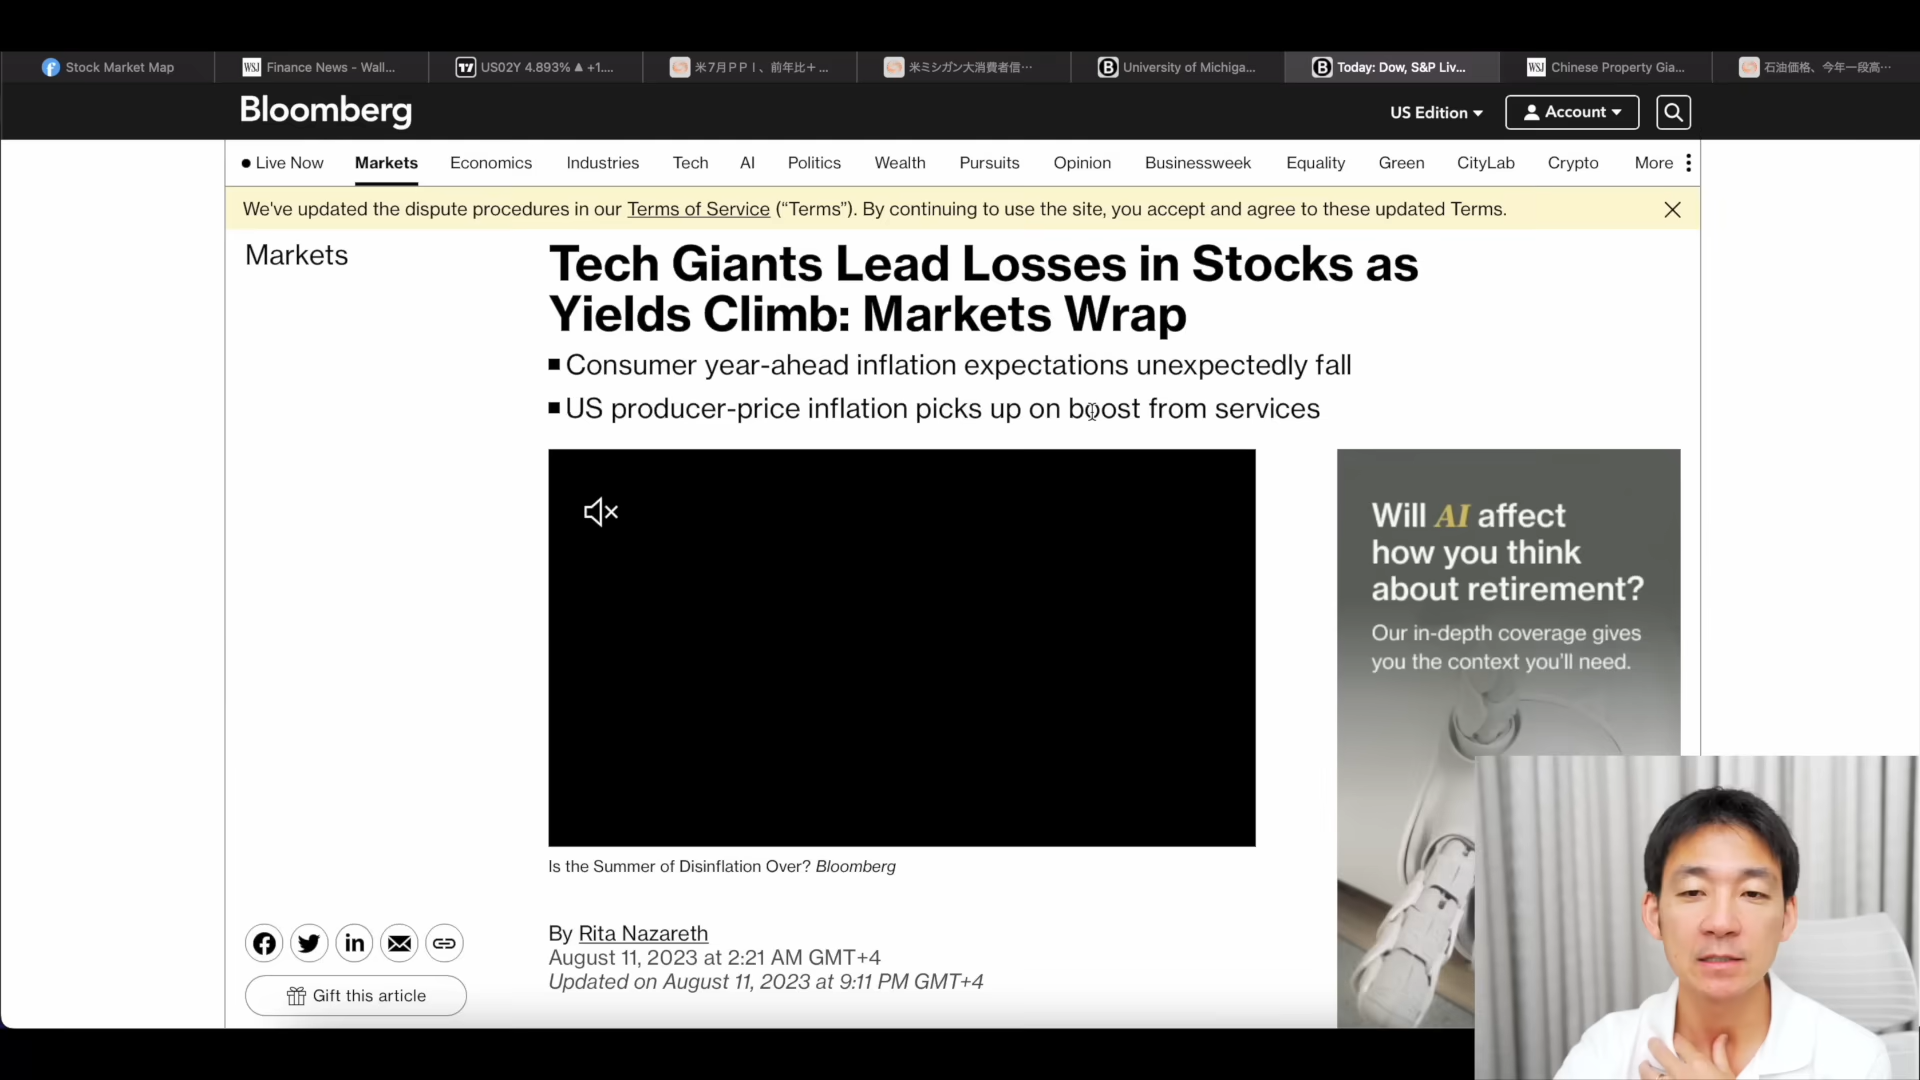 Stock Market Map
WSJ Finance News - Wall...
US02Y 4.893% ▲ +1....
米7月ＰＰＩ、前年比＋...
米ミシガン大消費者信...
B University of Michiga...
B Today: Dow, S&P Liv...
WSJ Chinese Property Gia...
石油価格、今年一段高...
Bloomberg
US Edition
Account
Live Now
Markets
Economics
Industries
Tech
AI
Politics
Wealth
Pursuits
Opinion
Businessweek
Equality
Green
CityLab
Crypto
More
We've updated the dispute procedures in our Terms of Service (“Terms”). By continuing to use the site, you accept and agree to these updated Terms.
Markets
Tech Giants Lead Losses in Stocks as
Yields Climb: Markets Wrap
Consumer year-ahead inflation expectations unexpectedly fall
US producer-price inflation picks up on boost from services
Will AI affect
how you think
about retirement?
Our in-depth coverage gives
you the context you'll need.
Is the Summer of Disinflation Over? Bloomberg
By Rita Nazareth
August 11, 2023 at 2:21 AM GMT+4
Updated on August 11, 2023 at 9:11 PM GMT+4
Gift this article